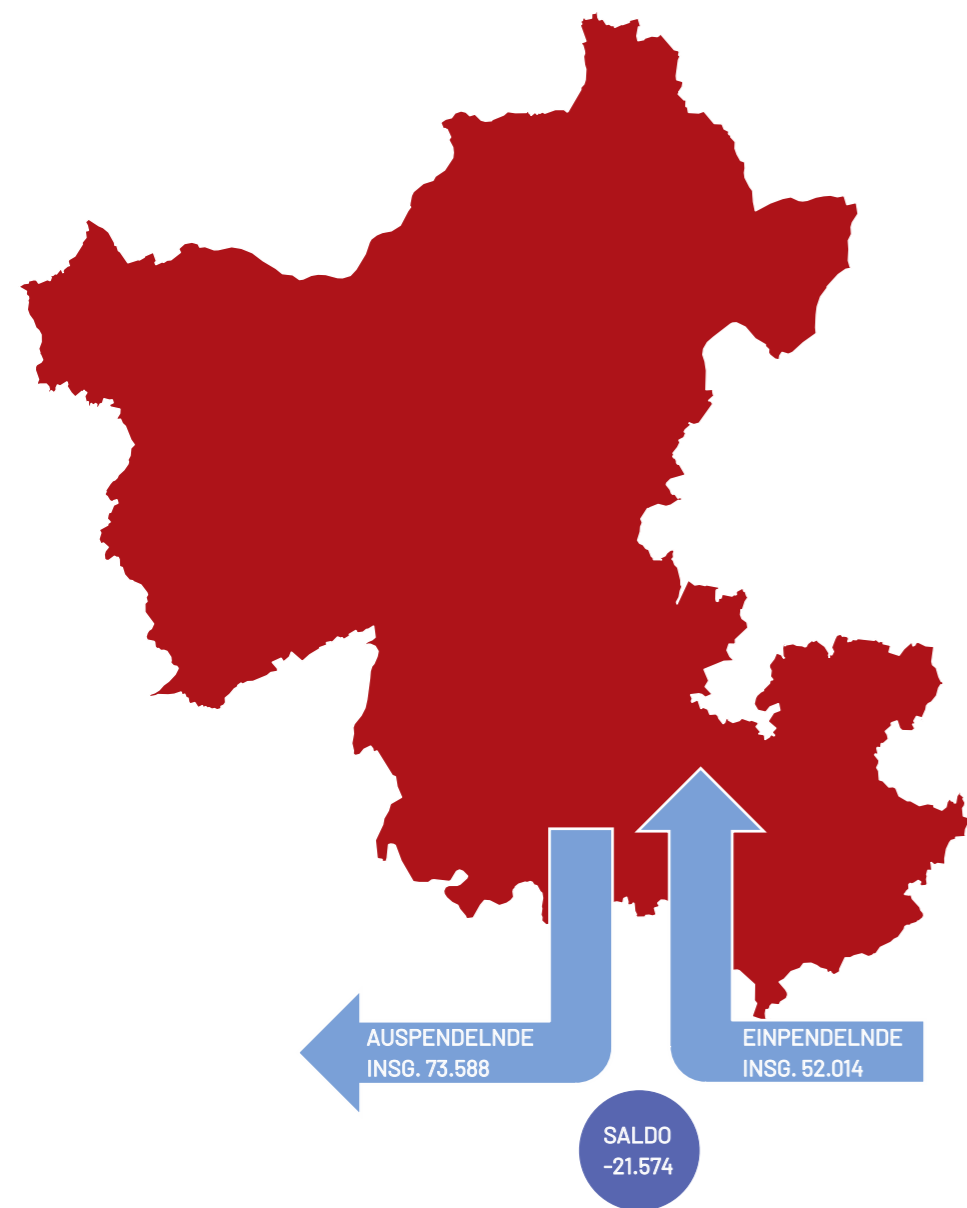 AUSPENDELNDE
INSG. 73.588
EINPENDELNDE
INSG. 52.014
SALDO
-21.574